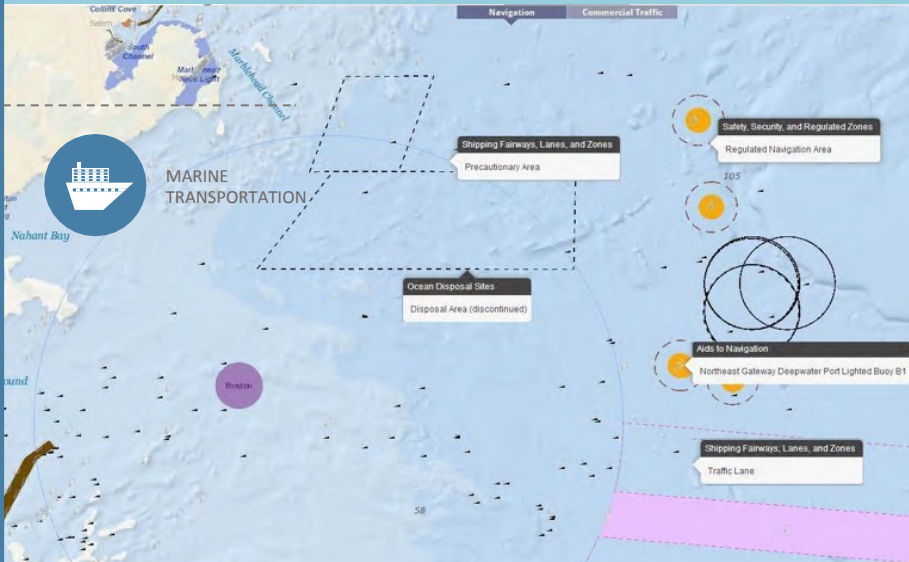 Navigation
Commercial Traffic
Collins Cove
Salem
South
Channel
Marblehead Channel
Shipping Fairways, Lanes, and Zones
Precautionary Area
Safety, Security, and Regulated Zones
Regulated Navigation Area
105
MARINE
TRANSPORTATION
Nahant Bay
Ocean Disposal Sites
Disposal Area (discontinued)
Aids to Navigation
Northeast Gateway Deepwater Port Lighted Buoy B1
Boston
ound
Shipping Fairways, Lanes, and Zones
Traffic Lane
58